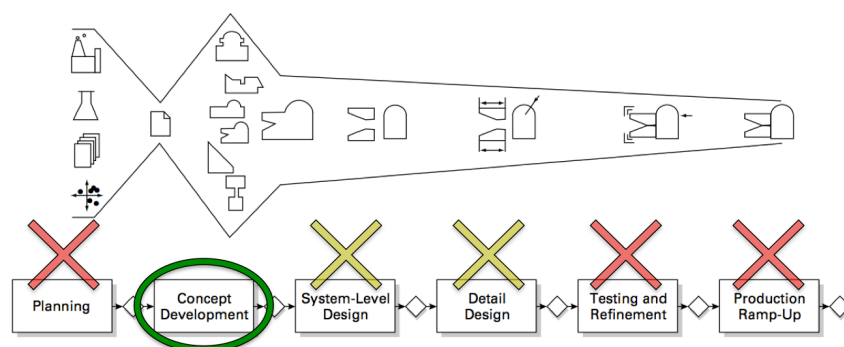 Planning
Concept
Development
System-Level
Design
Detail
Design
Testing and
Refinement
Production
Ramp-Up